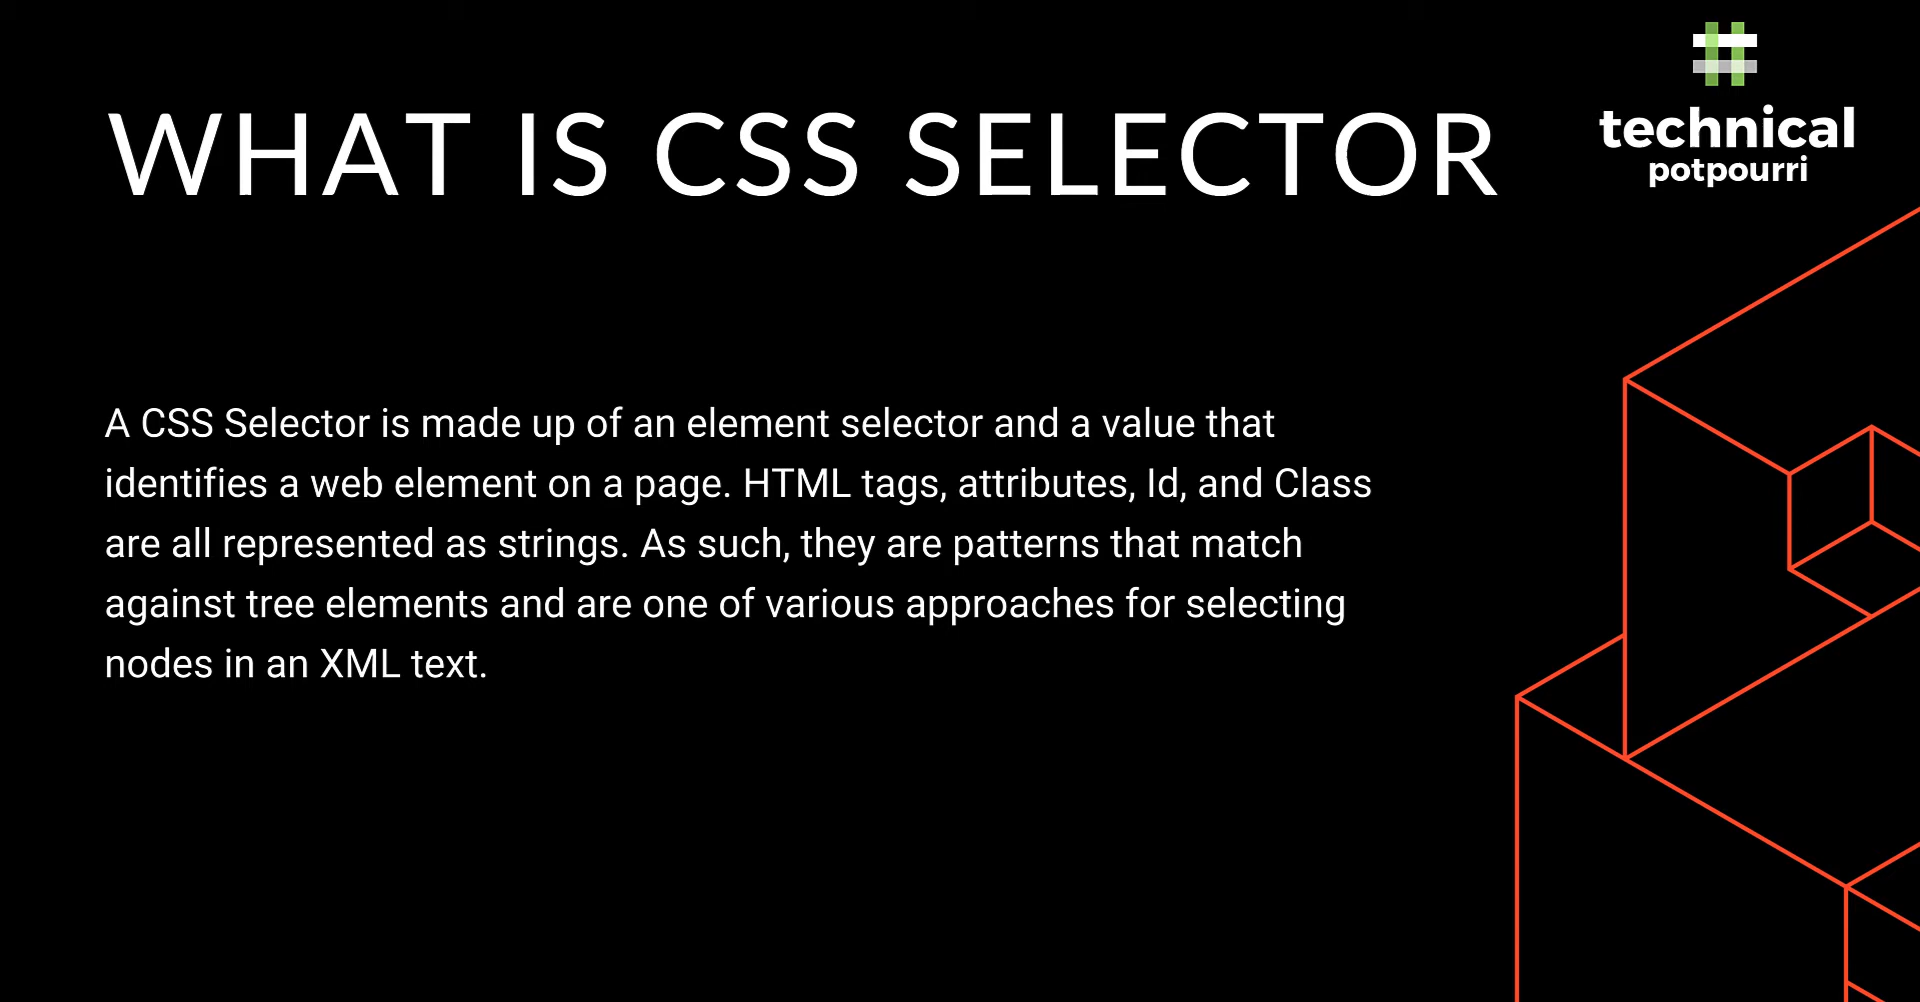 WHAT IS CSS SELECTOR
technical
potpourri
A CSS Selector is made up of an element selector and a value that
identifies a web element on a page. HTML tags, attributes, Id, and Class
are all represented as strings. As such, they are patterns that match
against tree elements and are one of various approaches for selecting
nodes in an XML text.